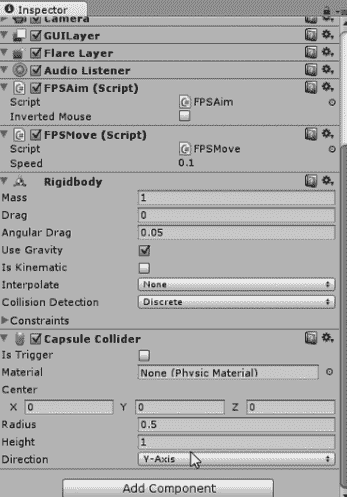 Inspector
Camera
GUILayer
Flare Layer
Audio Listener
FPSAim (Script)
Script FPSAim
Inverted Mouse
FPSMove (Script)
Script FPSMove
Speed 0.1
Rigidbody
Mass 1
Drag 0
Angular Drag 0.05
Use Gravity
Is Kinematic
Interpolate None
Collision Detection Discrete
Constraints
Capsule Collider
Is Trigger
Material None (Physic Material)
Center
X 0 Y 0 Z 0
Radius 0.5
Height 1
Direction Y-Axis
Add Component